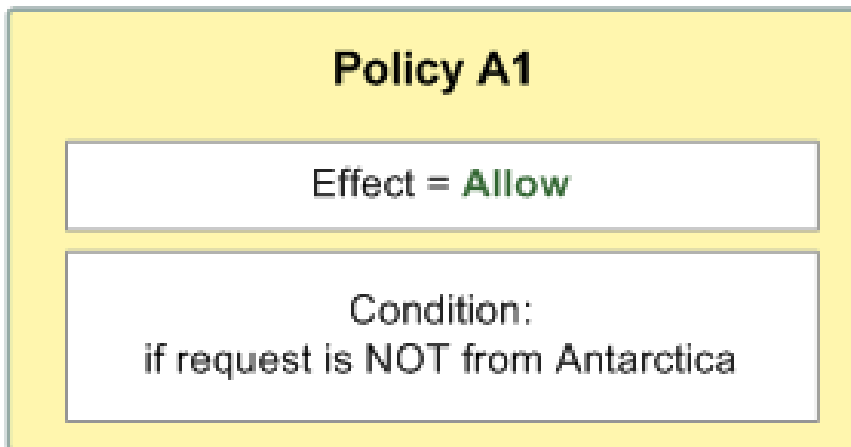 Policy A1
Effect = Allow
Condition:
if request is NOT from Antarctica